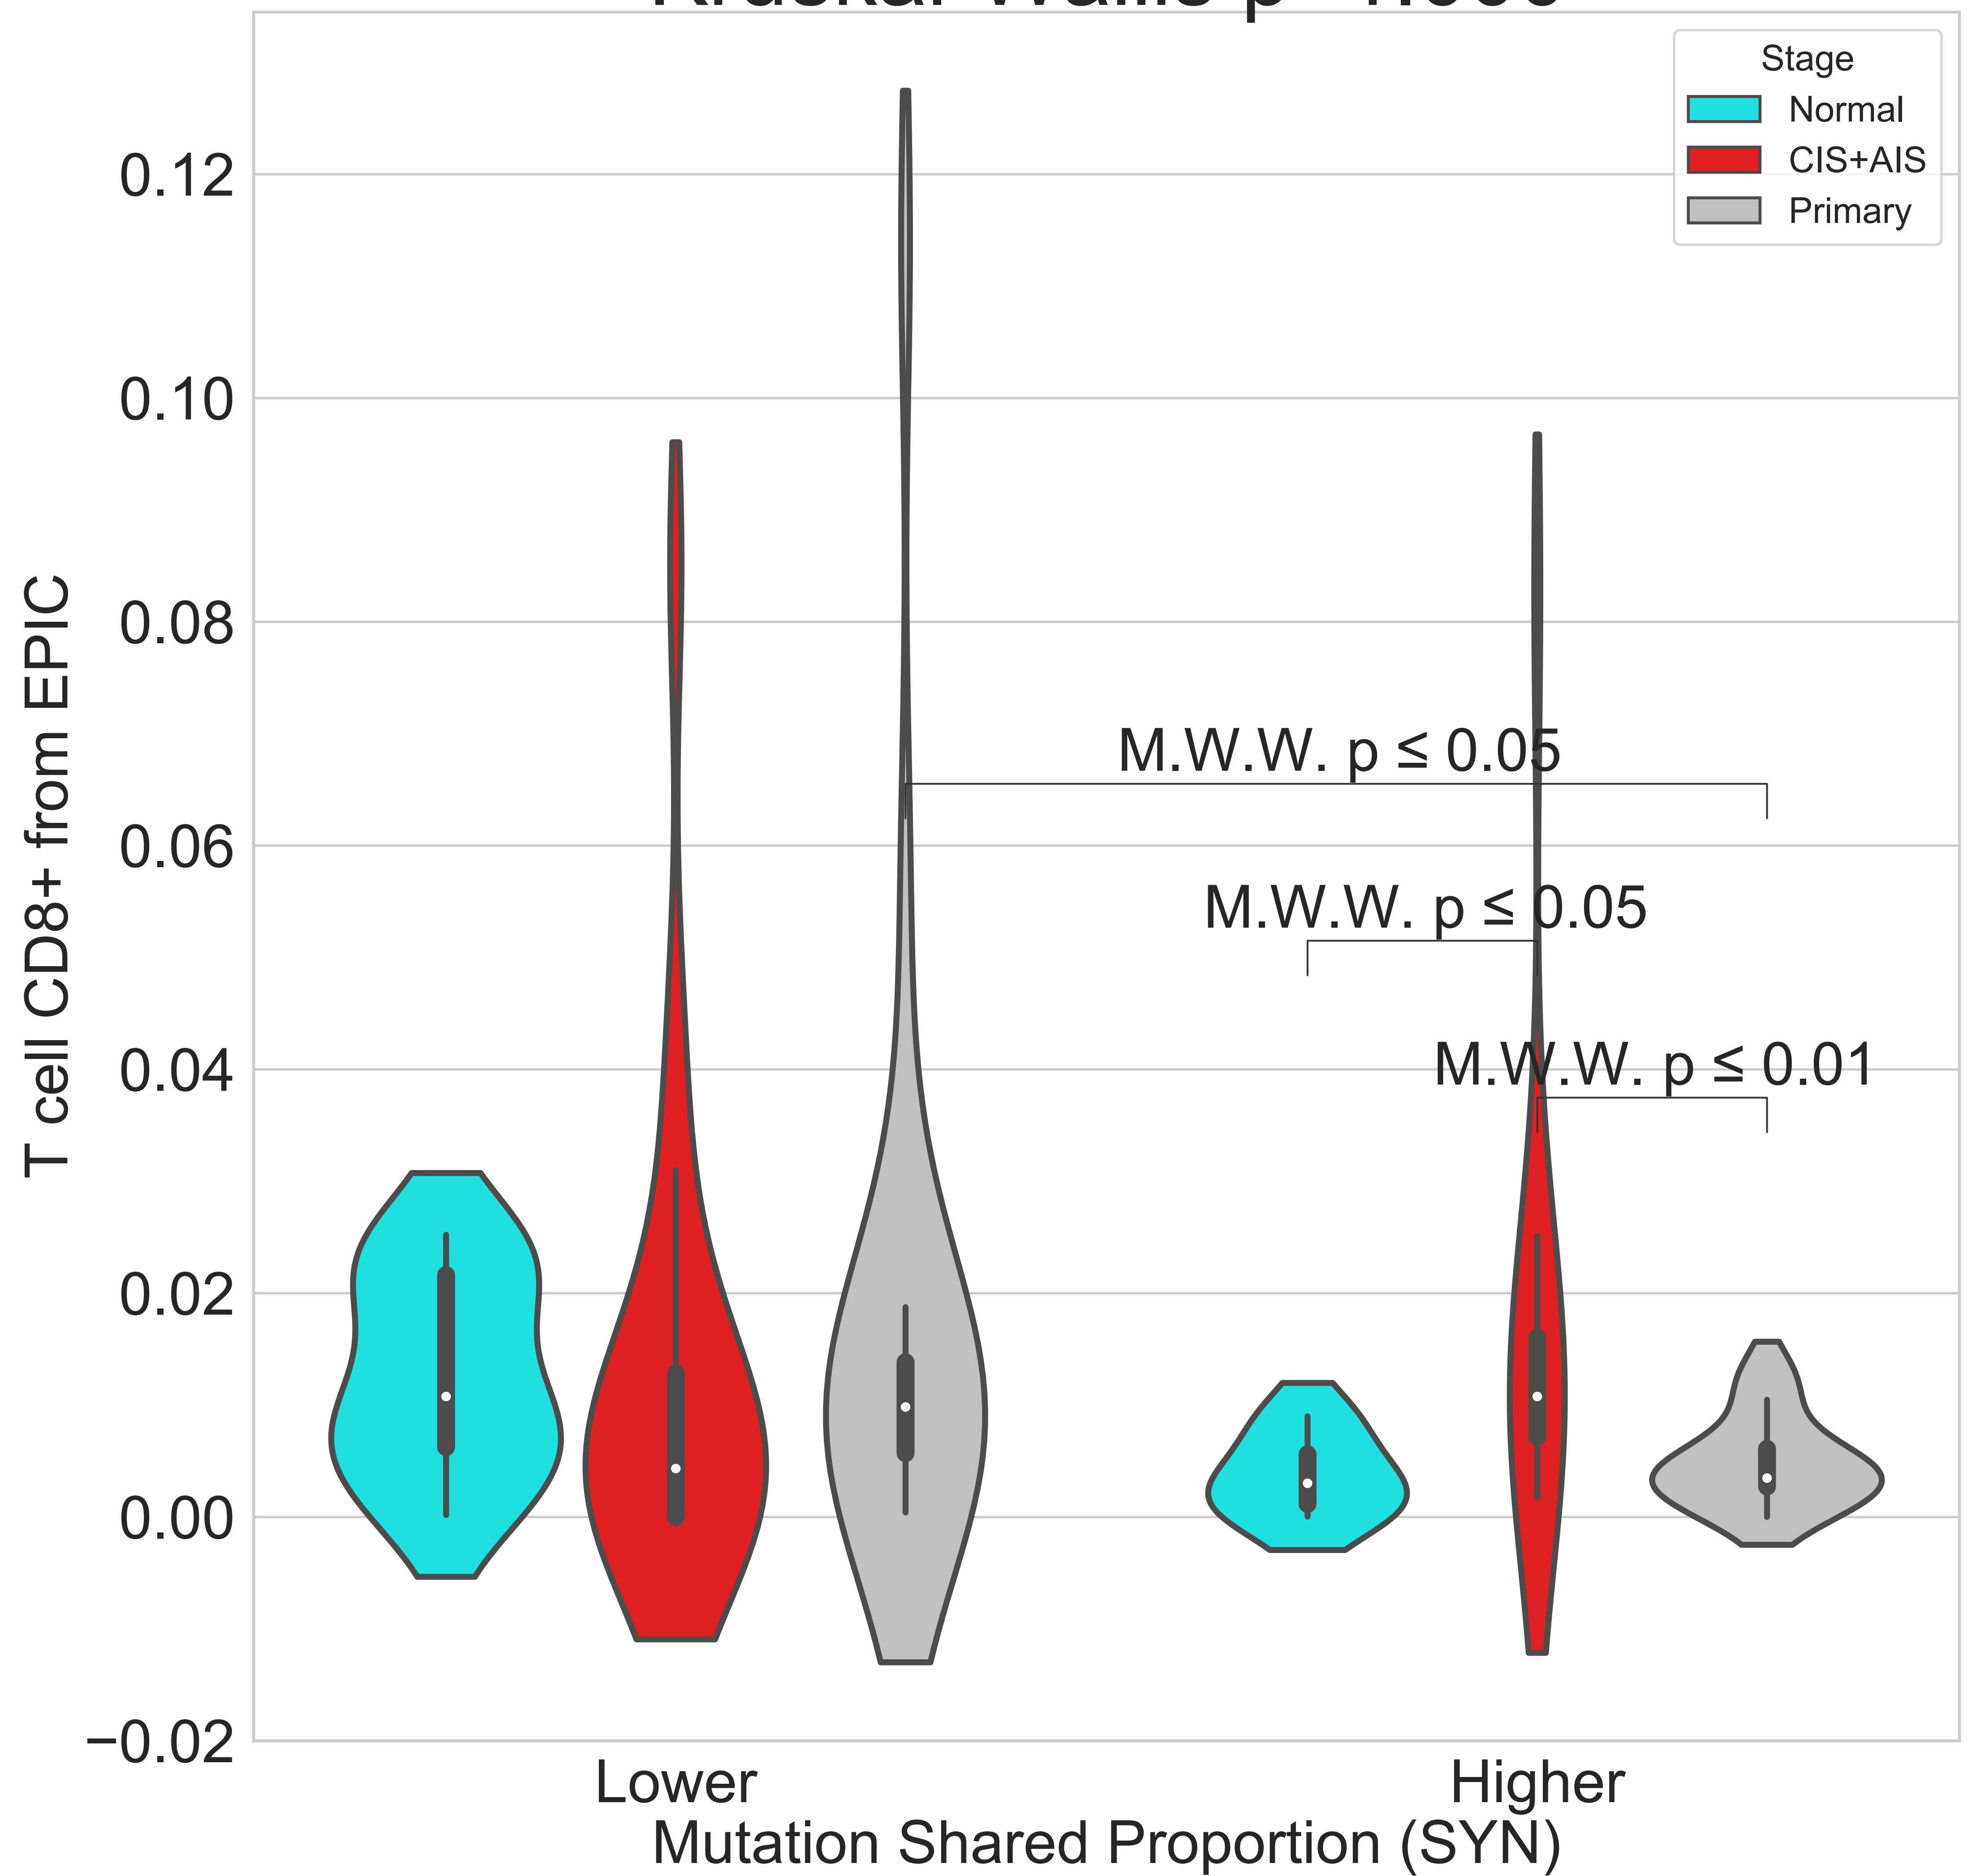 Stage
Normal
CIS+AIS
Primary
0.12
0.10
0.08
0.06
0.04
0.02
0.00
−0.02
T cell CD8+ from EPIC
M.W.W. p ≤ 0.05
M.W.W. p ≤ 0.05
M.W.W. p ≤ 0.01
Lower
Higher
Mutation Shared Proportion (SYN)